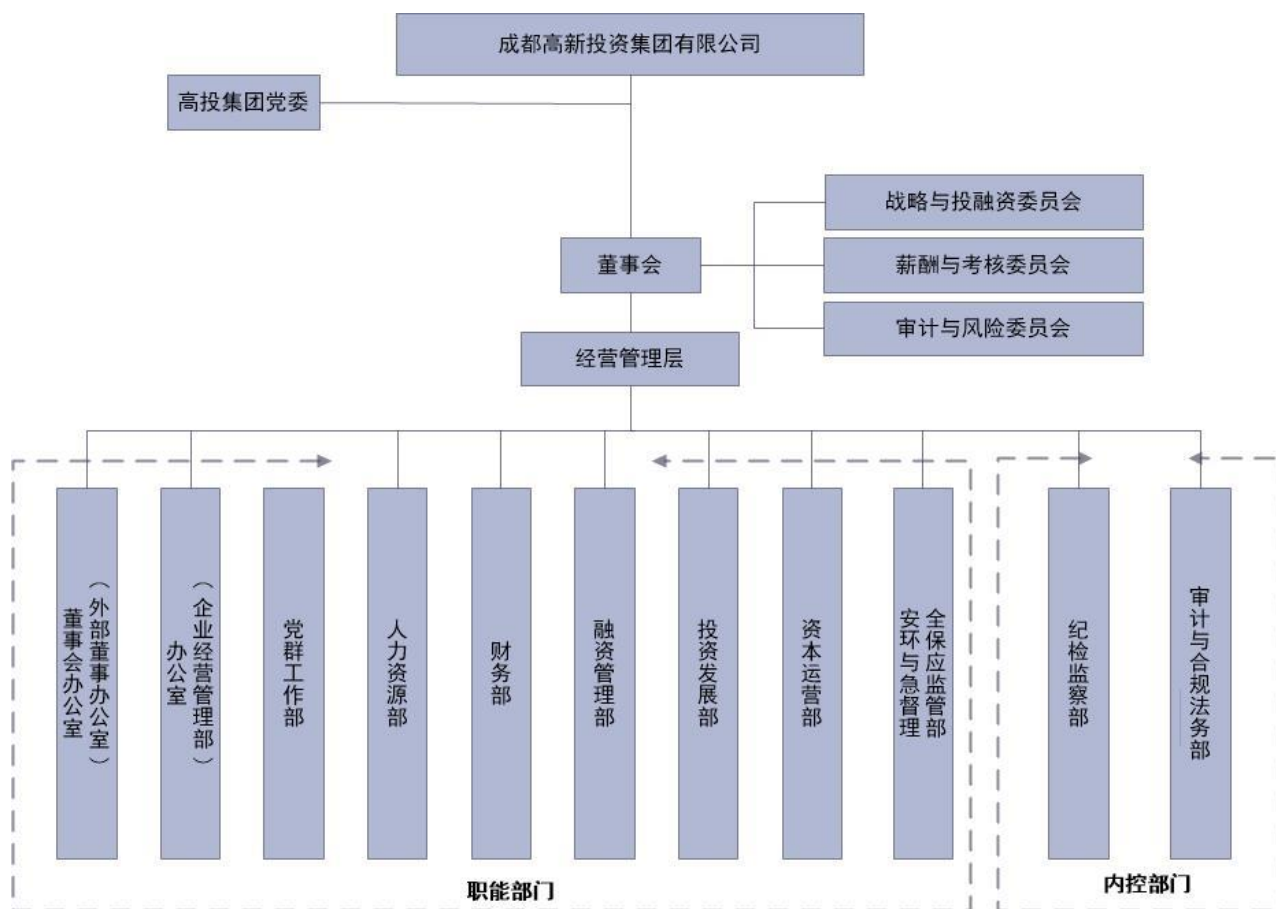 成都高新投资集团有限公司
高投集团党委
战略与投融资委员会
董事会
薪酬与考核委员会
审计与风险委员会
经营管理层
董事会办公室
（外部董事办公室）
办公室
（企业经营管理部）
党群工作部
人力资源部
财务部
融资管理部
投资发展部
资本运营部
安全环保与应急监督管理部
纪检监察部
审计与合规法务部
职能部门
内控部门